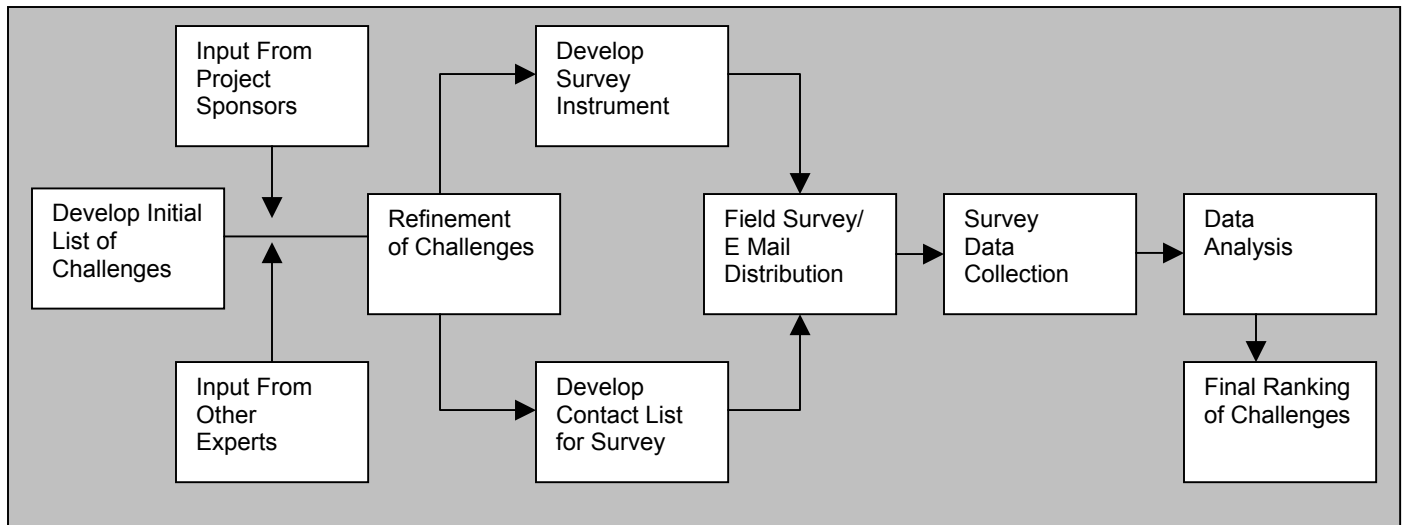 Input From
Project
Sponsors
Develop
Survey
Instrument
Develop Initial
List of
Challenges
Refinement
of Challenges
Field Survey/
E Mail
Distribution
Survey
Data
Collection
Data
Analysis
Input From
Other
Experts
Develop
Contact List
for Survey
Final Ranking
of Challenges